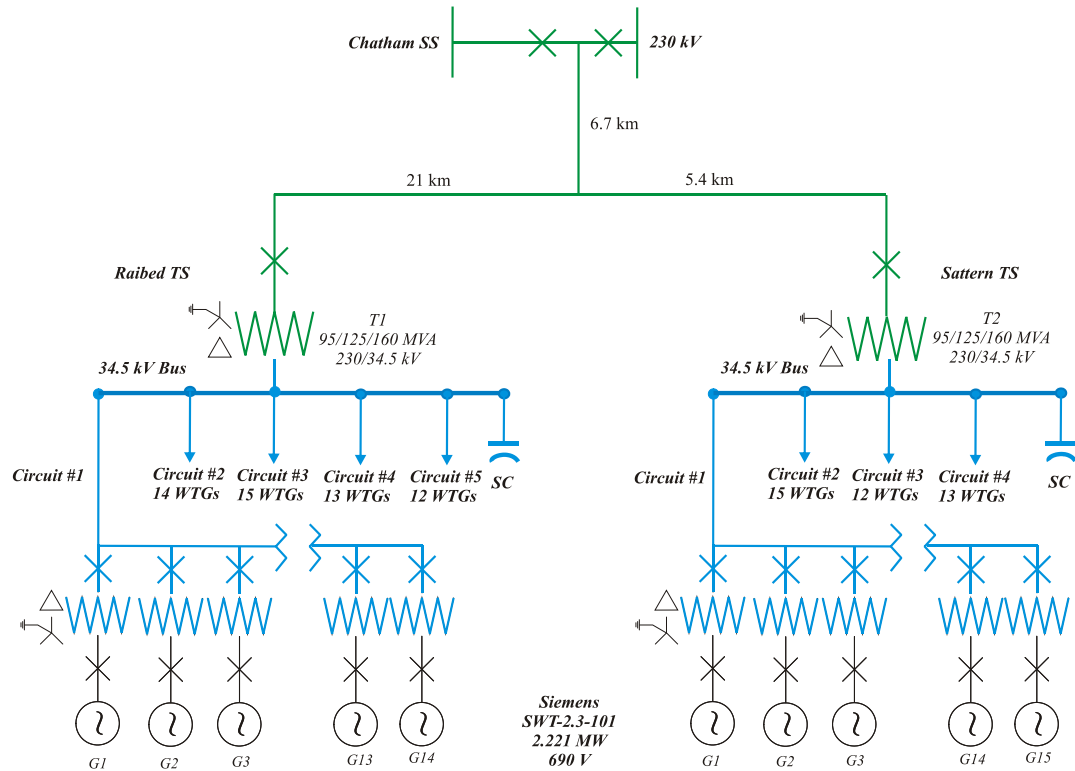 Chatham SS
230 kV
6.7 km
21 km
5.4 km
Raibed TS
Sattern TS
T1
95/125/160 MVA
230/34.5 kV
T2
95/125/160 MVA
230/34.5 kV
34.5 kV Bus
34.5 kV Bus
Circuit #1
Circuit #2
14 WTGs
Circuit #3
15 WTGs
Circuit #4
13 WTGs
Circuit #5
12 WTGs
SC
Circuit #1
Circuit #2
15 WTGs
Circuit #3
12 WTGs
Circuit #4
13 WTGs
SC
Siemens
SWT-2.3-101
2.221 MW
690 V
G1
G2
G3
G13
G14
G1
G2
G3
G14
G15